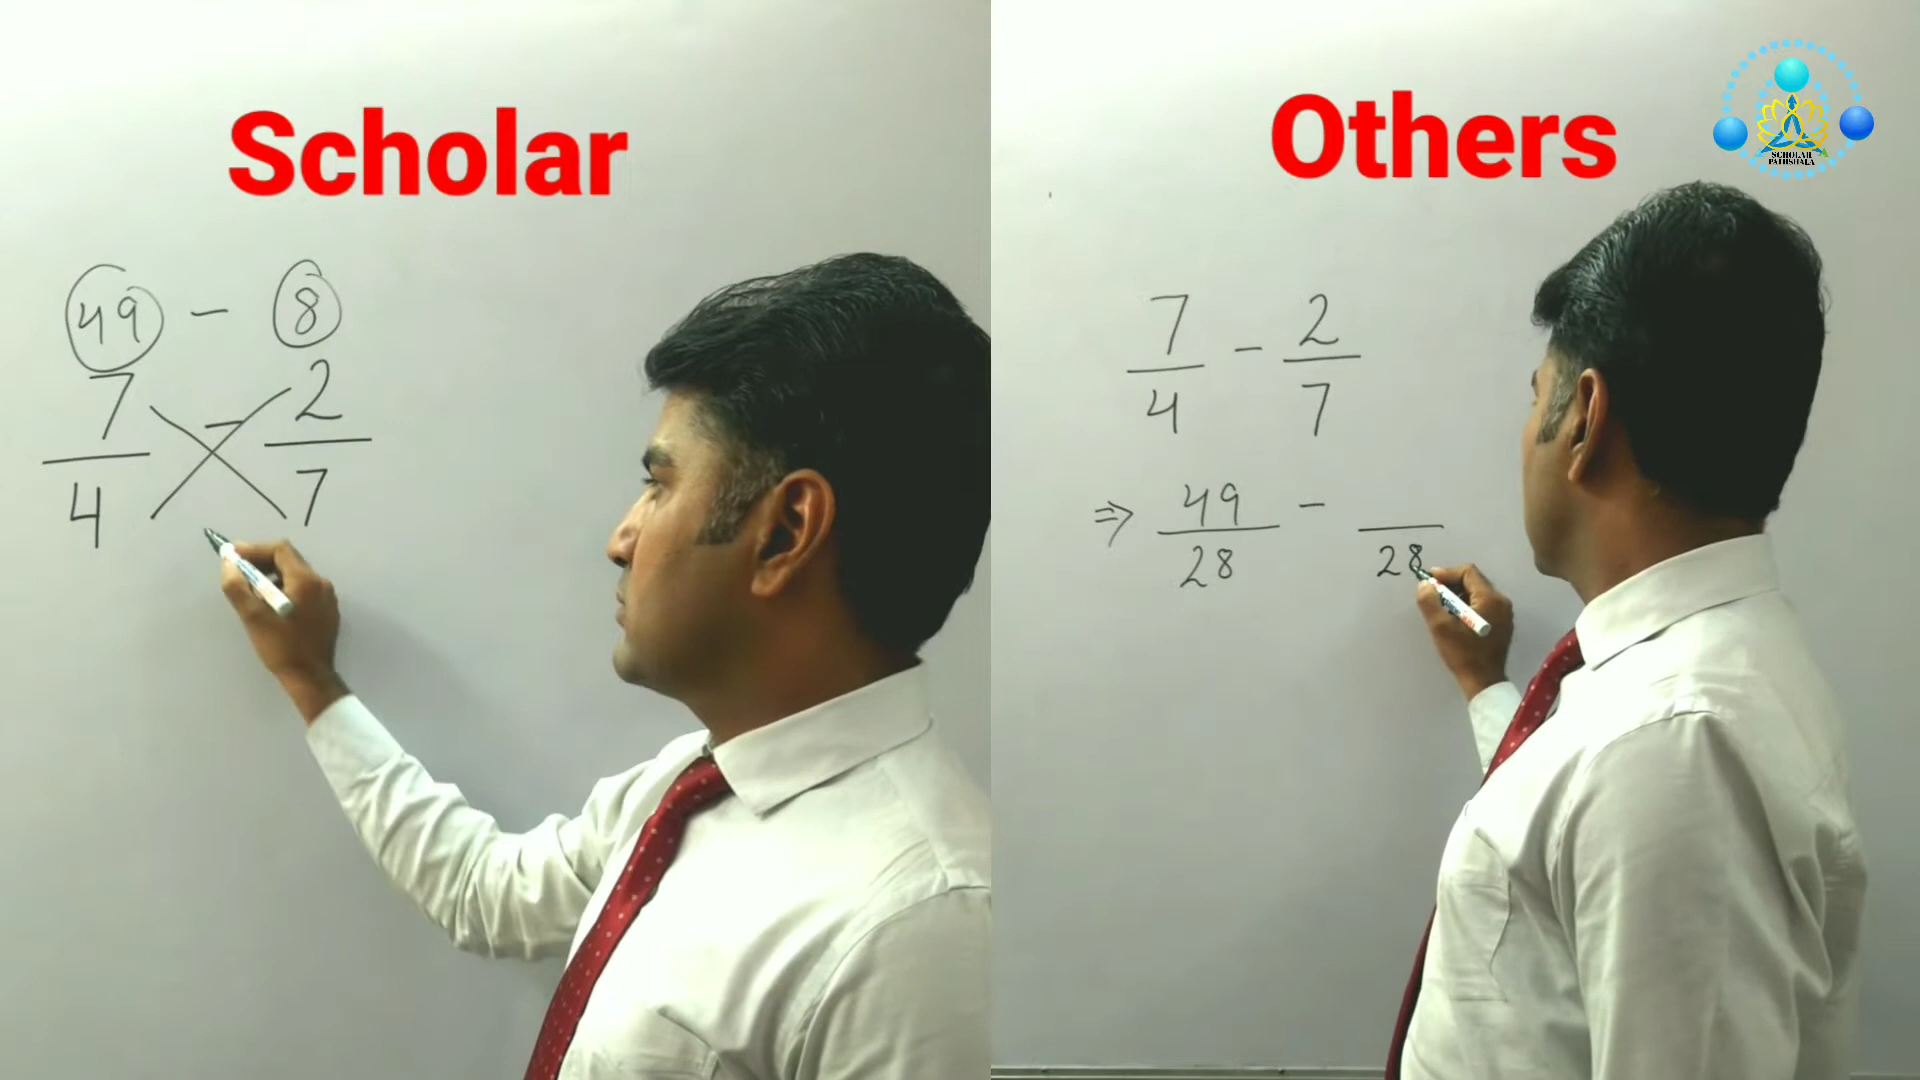 Scholar
49 - 8
7 - 2
4 7
Others
SCHOLAR
PATHSHALA
7 - 2
4 7
⇒ 49 -
28 28